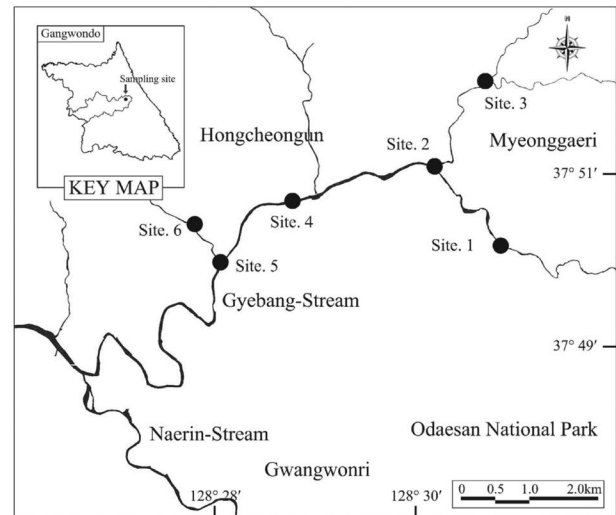 Gangwondo
Sampling site
KEY MAP
N
Hongcheongun
Site. 3
Site. 2
Myeonggaeri
37° 51'
Site. 4
Site. 6
Site. 1
Site. 5
Gyebang-Stream
37° 49'
Naerin-Stream
Odaesan National Park
Gwangwonri
128° 28'
128° 30'
0 0.5 1.0 2.0km